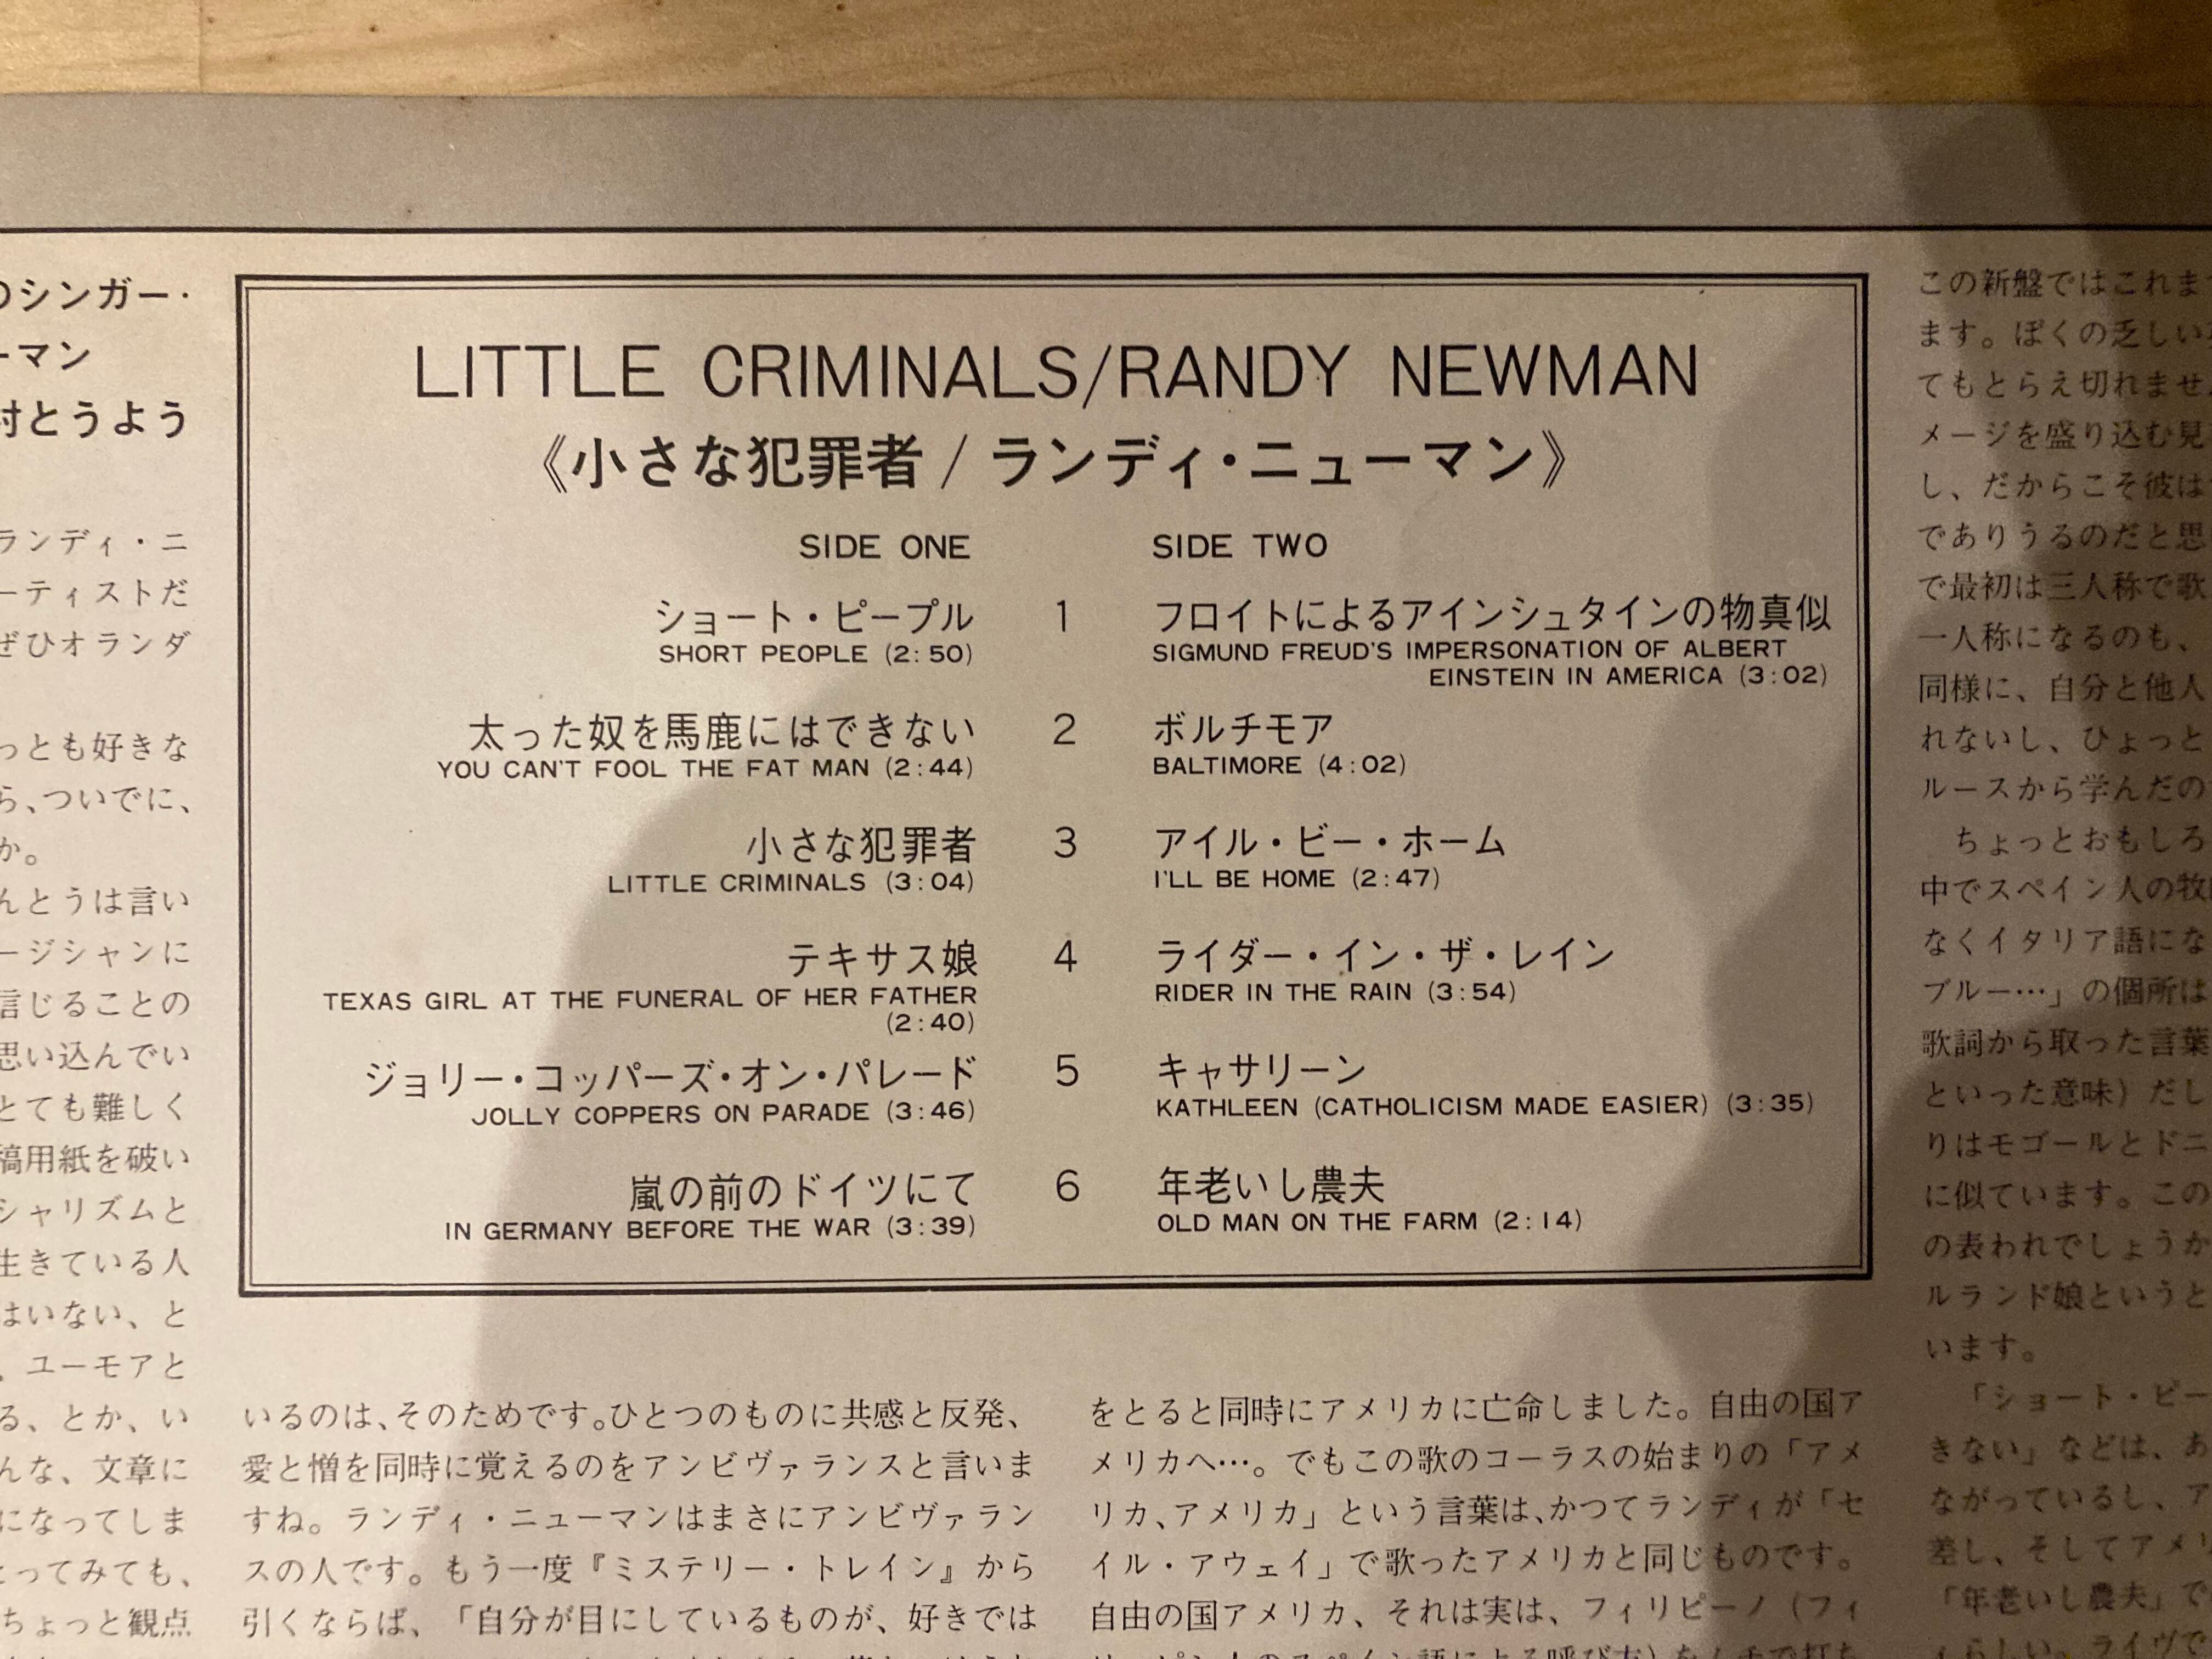 のシンガー・
ーマン
討とうよう
ランディ・ニ
ーティストだ
ぜひオランダ
っとも好きな
ら、ついでに、
か。
んとうは言い
ージシャンに
信じることの
思い込んでい
とても難しく
稿用紙を破い
シャリズムと
生きている人
はいない、と
、ユーモアと
る、とか、い
んな、文章に
になってしま
とってみても、
ちょっと観点
LITTLE CRIMINALS/RANDY NEWMAN
《小さな犯罪者 / ランディ・ニューマン》
SIDE ONE
ショート・ピープル 1
SHORT PEOPLE (2:50)
太った奴を馬鹿にはできない 2
YOU CAN'T FOOL THE FAT MAN (2:44)
小さな犯罪者 3
LITTLE CRIMINALS (3:04)
テキサス娘 4
TEXAS GIRL AT THE FUNERAL OF HER FATHER
(2:40)
ジョリー・コッパーズ・オン・パレード 5
JOLLY COPPERS ON PARADE (3:46)
嵐の前のドイツにて 6
IN GERMANY BEFORE THE WAR (3:39)
SIDE TWO
フロイトによるアインシュタインの物真似
SIGMUND FREUD'S IMPERSONATION OF ALBERT
EINSTEIN IN AMERICA (3:02)
ボルチモア
BALTIMORE (4:02)
アイル・ビー・ホーム
I'LL BE HOME (2:47)
ライダー・イン・ザ・レイン
RIDER IN THE RAIN (3:54)
キャサリーン
KATHLEEN (CATHOLICISM MADE EASIER) (3:35)
年老いし農夫
OLD MAN ON THE FARM (2:14)
いるのは、そのためです。ひとつのものに共感と反発、
愛と憎を同時に覚えるのをアンビヴァランスと言いま
すね。ランディ・ニューマンはまさにアンビヴァラン
スの人です。もう一度『ミステリー・トレイン』から
引くならば、「自分が目にしているものが、好きでは
をとると同時にアメリカに亡命しました。自由の国ア
メリカへ…。でもこの歌のコーラスの始まりの「アメ
リカ、アメリカ」という言葉は、かつてランディが「セ
イル・アウェイ」で歌ったアメリカと同じものです。
自由の国アメリカ、それは実は、フィリピーノ（フィ
この新盤ではこれま
ます。ぼくの乏しい
てもとらえ切れませ
メージを盛り込む見
し、だからこそ彼は
でありうるのだと思
で最初は三人称で歌
一人称になるのも、
同様に、自分と他人
れないし、ひょっと
ルースから学んだの
ちょっとおもしろ
中でスペイン人の牧
なくイタリア語にな
ブルー…」の個所は
歌詞から取った言葉
といった意味）だし
りはモゴールとドニ
に似ています。この
の表われでしょうか
ルランド娘というと
います。
「ショート・ピー
きない」などは、あ
ながっているし、ア
差し、そしてアメリ
「年老いし農夫」で